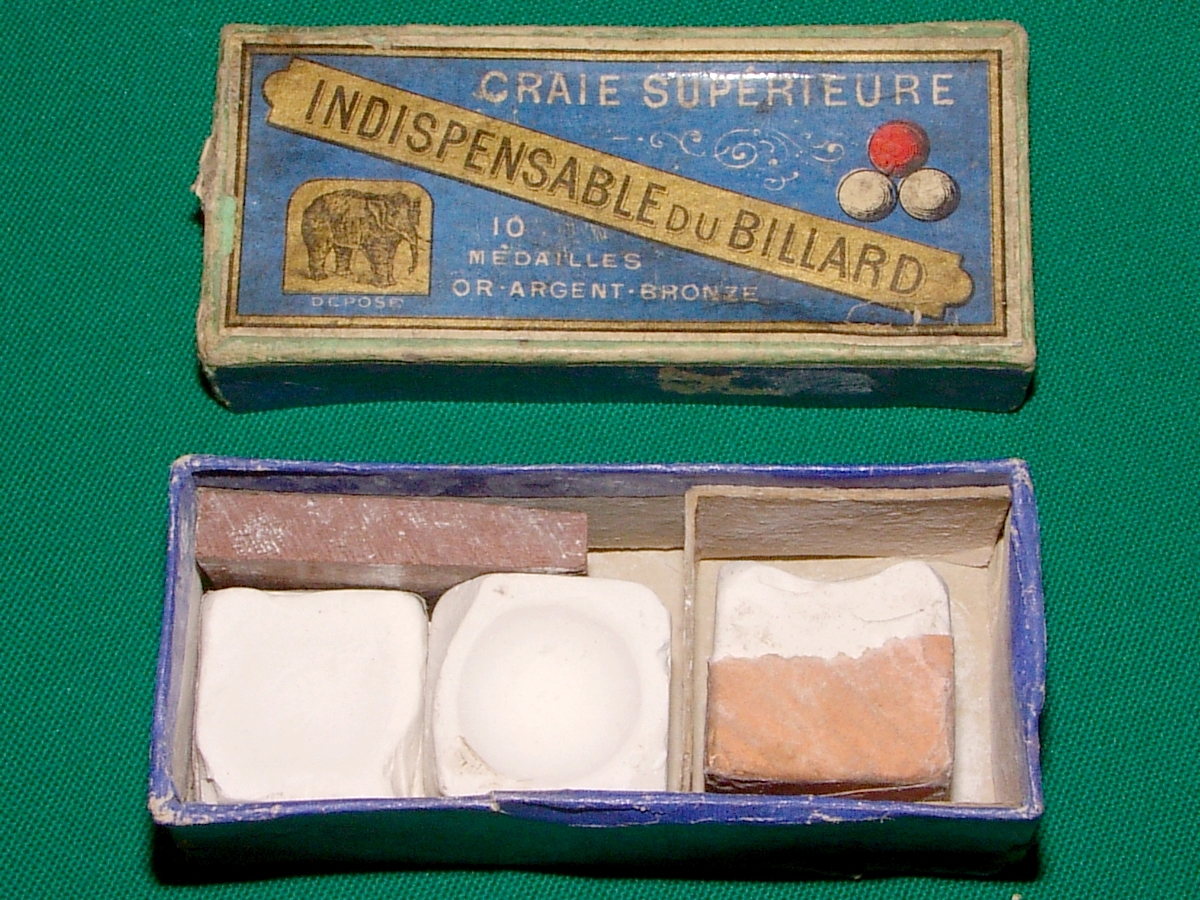 CRAIE SUPÉRIEURE
INDISPENSABLE DU BILLARD
10
MÉDAILLES
OR·ARGENT·BRONZE
DÉPOSÉ